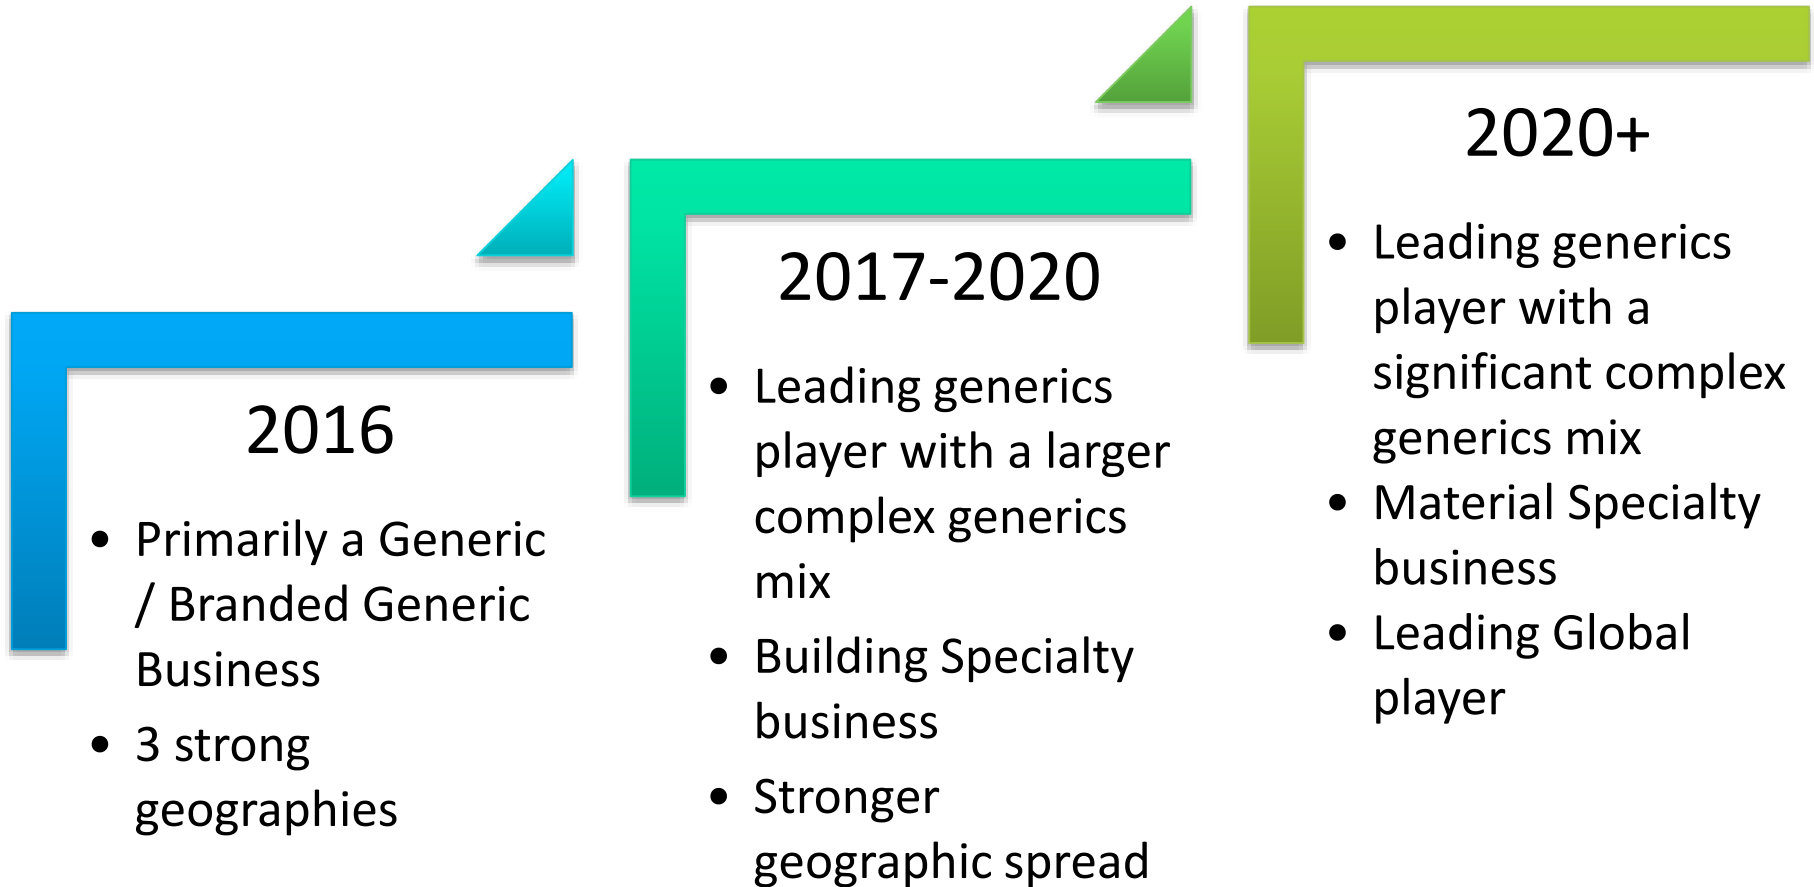 2016
• Primarily a Generic
/ Branded Generic
Business
• 3 strong
geographies
2017-2020
• Leading generics
player with a larger
complex generics
mix
• Building Specialty
business
• Stronger
geographic spread
2020+
• Leading generics
player with a
significant complex
generics mix
• Material Specialty
business
• Leading Global
player